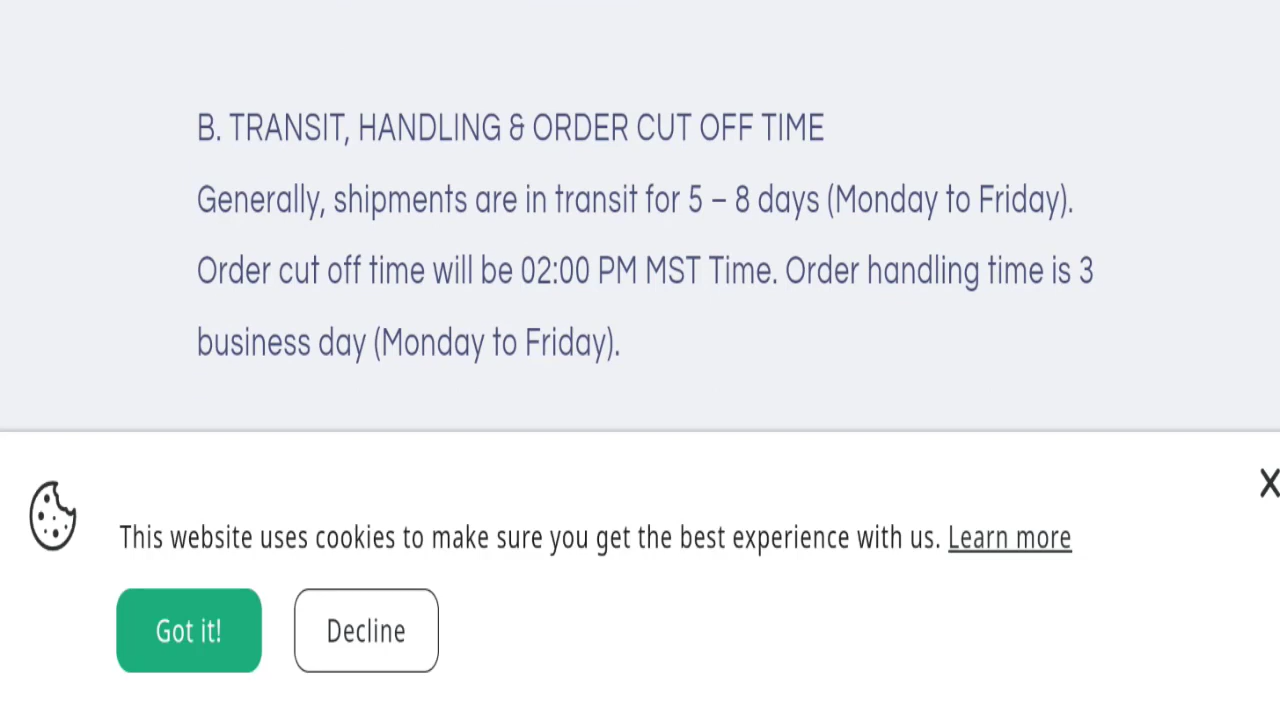 B. TRANSIT, HANDLING & ORDER CUT OFF TIME
Generally, shipments are in transit for 5 – 8 days (Monday to Friday).
Order cut off time will be 02:00 PM MST Time. Order handling time is 3
business day (Monday to Friday).
X
This website uses cookies to make sure you get the best experience with us. Learn more
Got it!
Decline